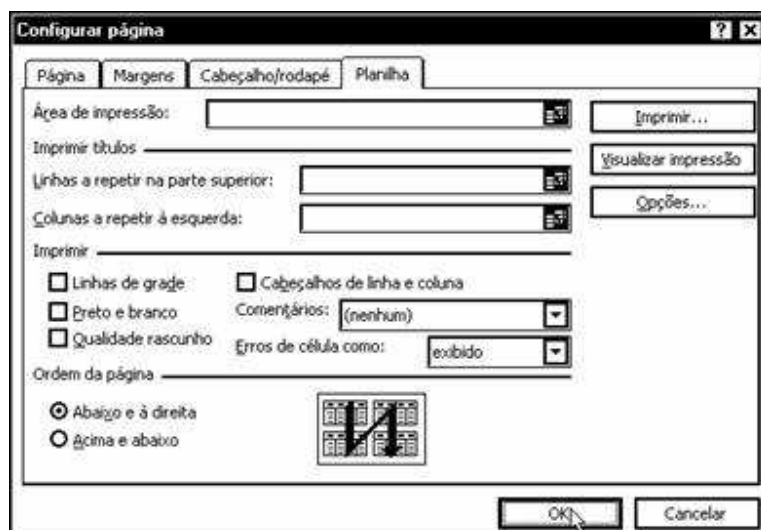 Configurar página
Página Margens Cabeçalho/rodapé Planilha
Área de impressão:
Imprimir...
Imprimir títulos
Visualizar impressão
Linhas a repetir na parte superior:
Opções...
Colunas a repetir à esquerda:
Imprimir
Linhas de grade
Cabeçalhos de linha e coluna
Preto e branco
Comentários: (nenhum)
Qualidade rascunho
Erros de célula como: exibido
Ordem da página
Abaixo e à direita
Acima e abaixo
OK Cancelar